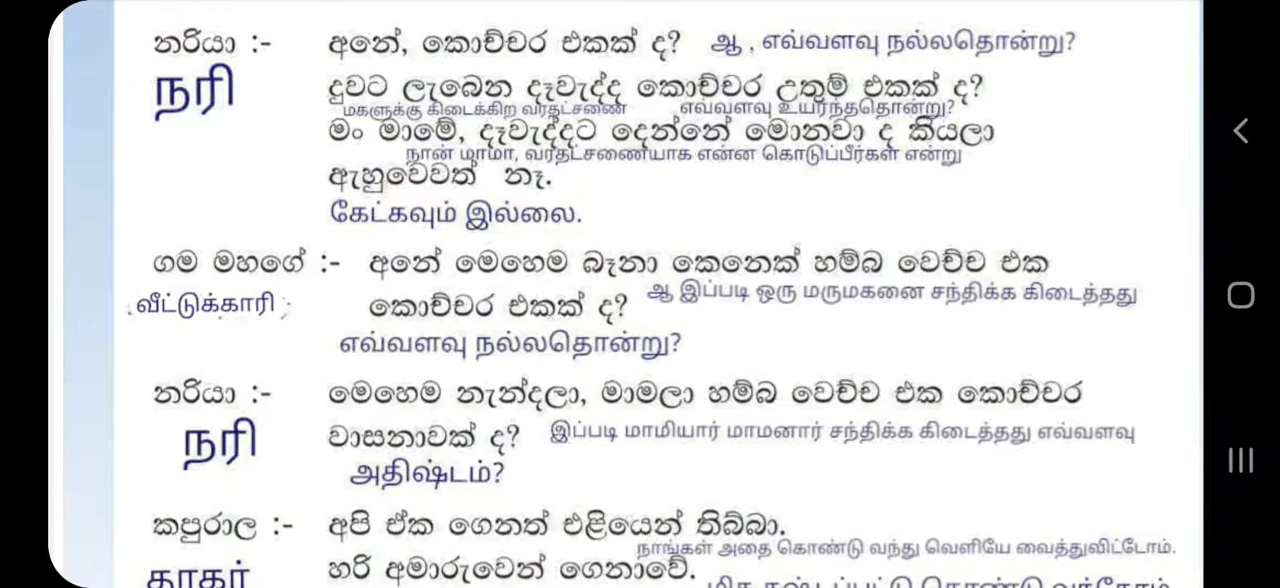 නරියා :- අනේ, කොච්චර එකක් ද? ஆ , எவ்வளவு நல்லதொன்று?
நரி දුවට ලැබෙන දෑවැද්ද කොච්චර උතුම් එකක් ද?
மகளுக்கு கிடைக்கிற வரதட்சணை எவ்வளவு உயர்ந்ததொன்று?
මං මාමේ, දෑවැද්දට දෙන්නේ මොනවා ද කියලා
நான் மாமா, வரதட்சணையாக என்ன கொடுப்பீர்கள் என்று
ඇහුවෙවත් නෑ.
கேட்கவும் இல்லை.
ගම මහගේ :- අනේ මෙහෙම බෑනා කෙනෙක් හම්බ වෙච්ච එක
வீட்டுக்காரி කොච්චර එකක් ද? ஆ இப்படி ஒரு மருமகனை சந்திக்க கிடைத்தது
எவ்வளவு நல்லதொன்று?
නරියා :- මෙහෙම නැන්දලා, මාමලා හම්බ වෙච්ච එක කොච්චර
நரி වාසනාවක් ද? இப்படி மாமியார் மாமனார் சந்திக்க கிடைத்தது எவ்வளவு
அதிஷ்டம்?
කපුරාල :- අපි ඒක ගෙනත් එළියෙන් තිබ්බා.
நாங்கள் அதை கொண்டு வந்து வெளியே வைத்துவிட்டோம்.
හරි අමාරුවෙන් ගෙනාවේ.